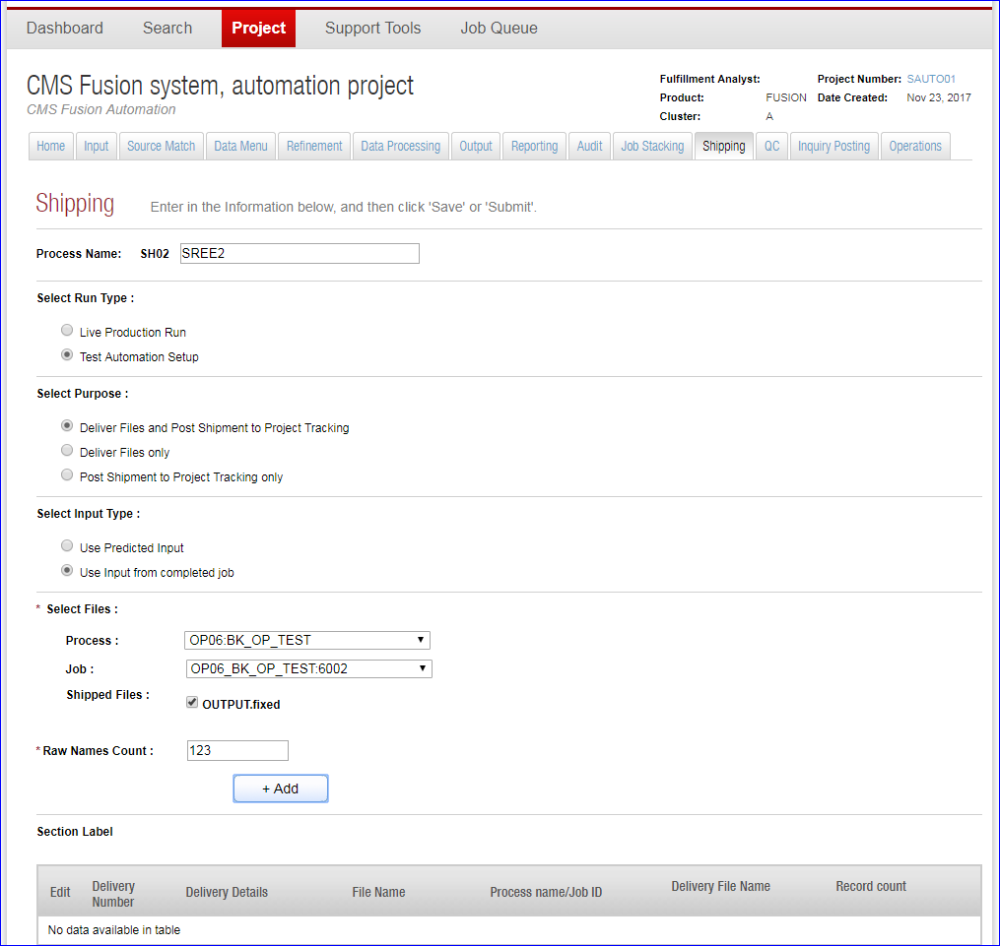 Dashboard Search Project Support Tools Job Queue
CMS Fusion system, automation project
CMS Fusion Automation
Fulfillment Analyst: Project Number: SAUTO01
Product: FUSION Date Created: Nov 23, 2017
Cluster: A
Home Input Source Match Data Menu Refinement Data Processing Output Reporting Audit Job Stacking Shipping QC Inquiry Posting Operations
Shipping Enter in the Information below, and then click 'Save' or 'Submit'.
Process Name: SH02 SREE2
Select Run Type :
Live Production Run
Test Automation Setup
Select Purpose :
Deliver Files and Post Shipment to Project Tracking
Deliver Files only
Post Shipment to Project Tracking only
Select Input Type :
Use Predicted Input
Use Input from completed job
* Select Files :
Process : OP06:BK_OP_TEST
Job : OP06_BK_OP_TEST:6002
Shipped Files :
OUTPUT.fixed
* Raw Names Count : 123
+ Add
Section Label
Edit Delivery Number Delivery Details File Name Process name/Job ID Delivery File Name Record count
No data available in table